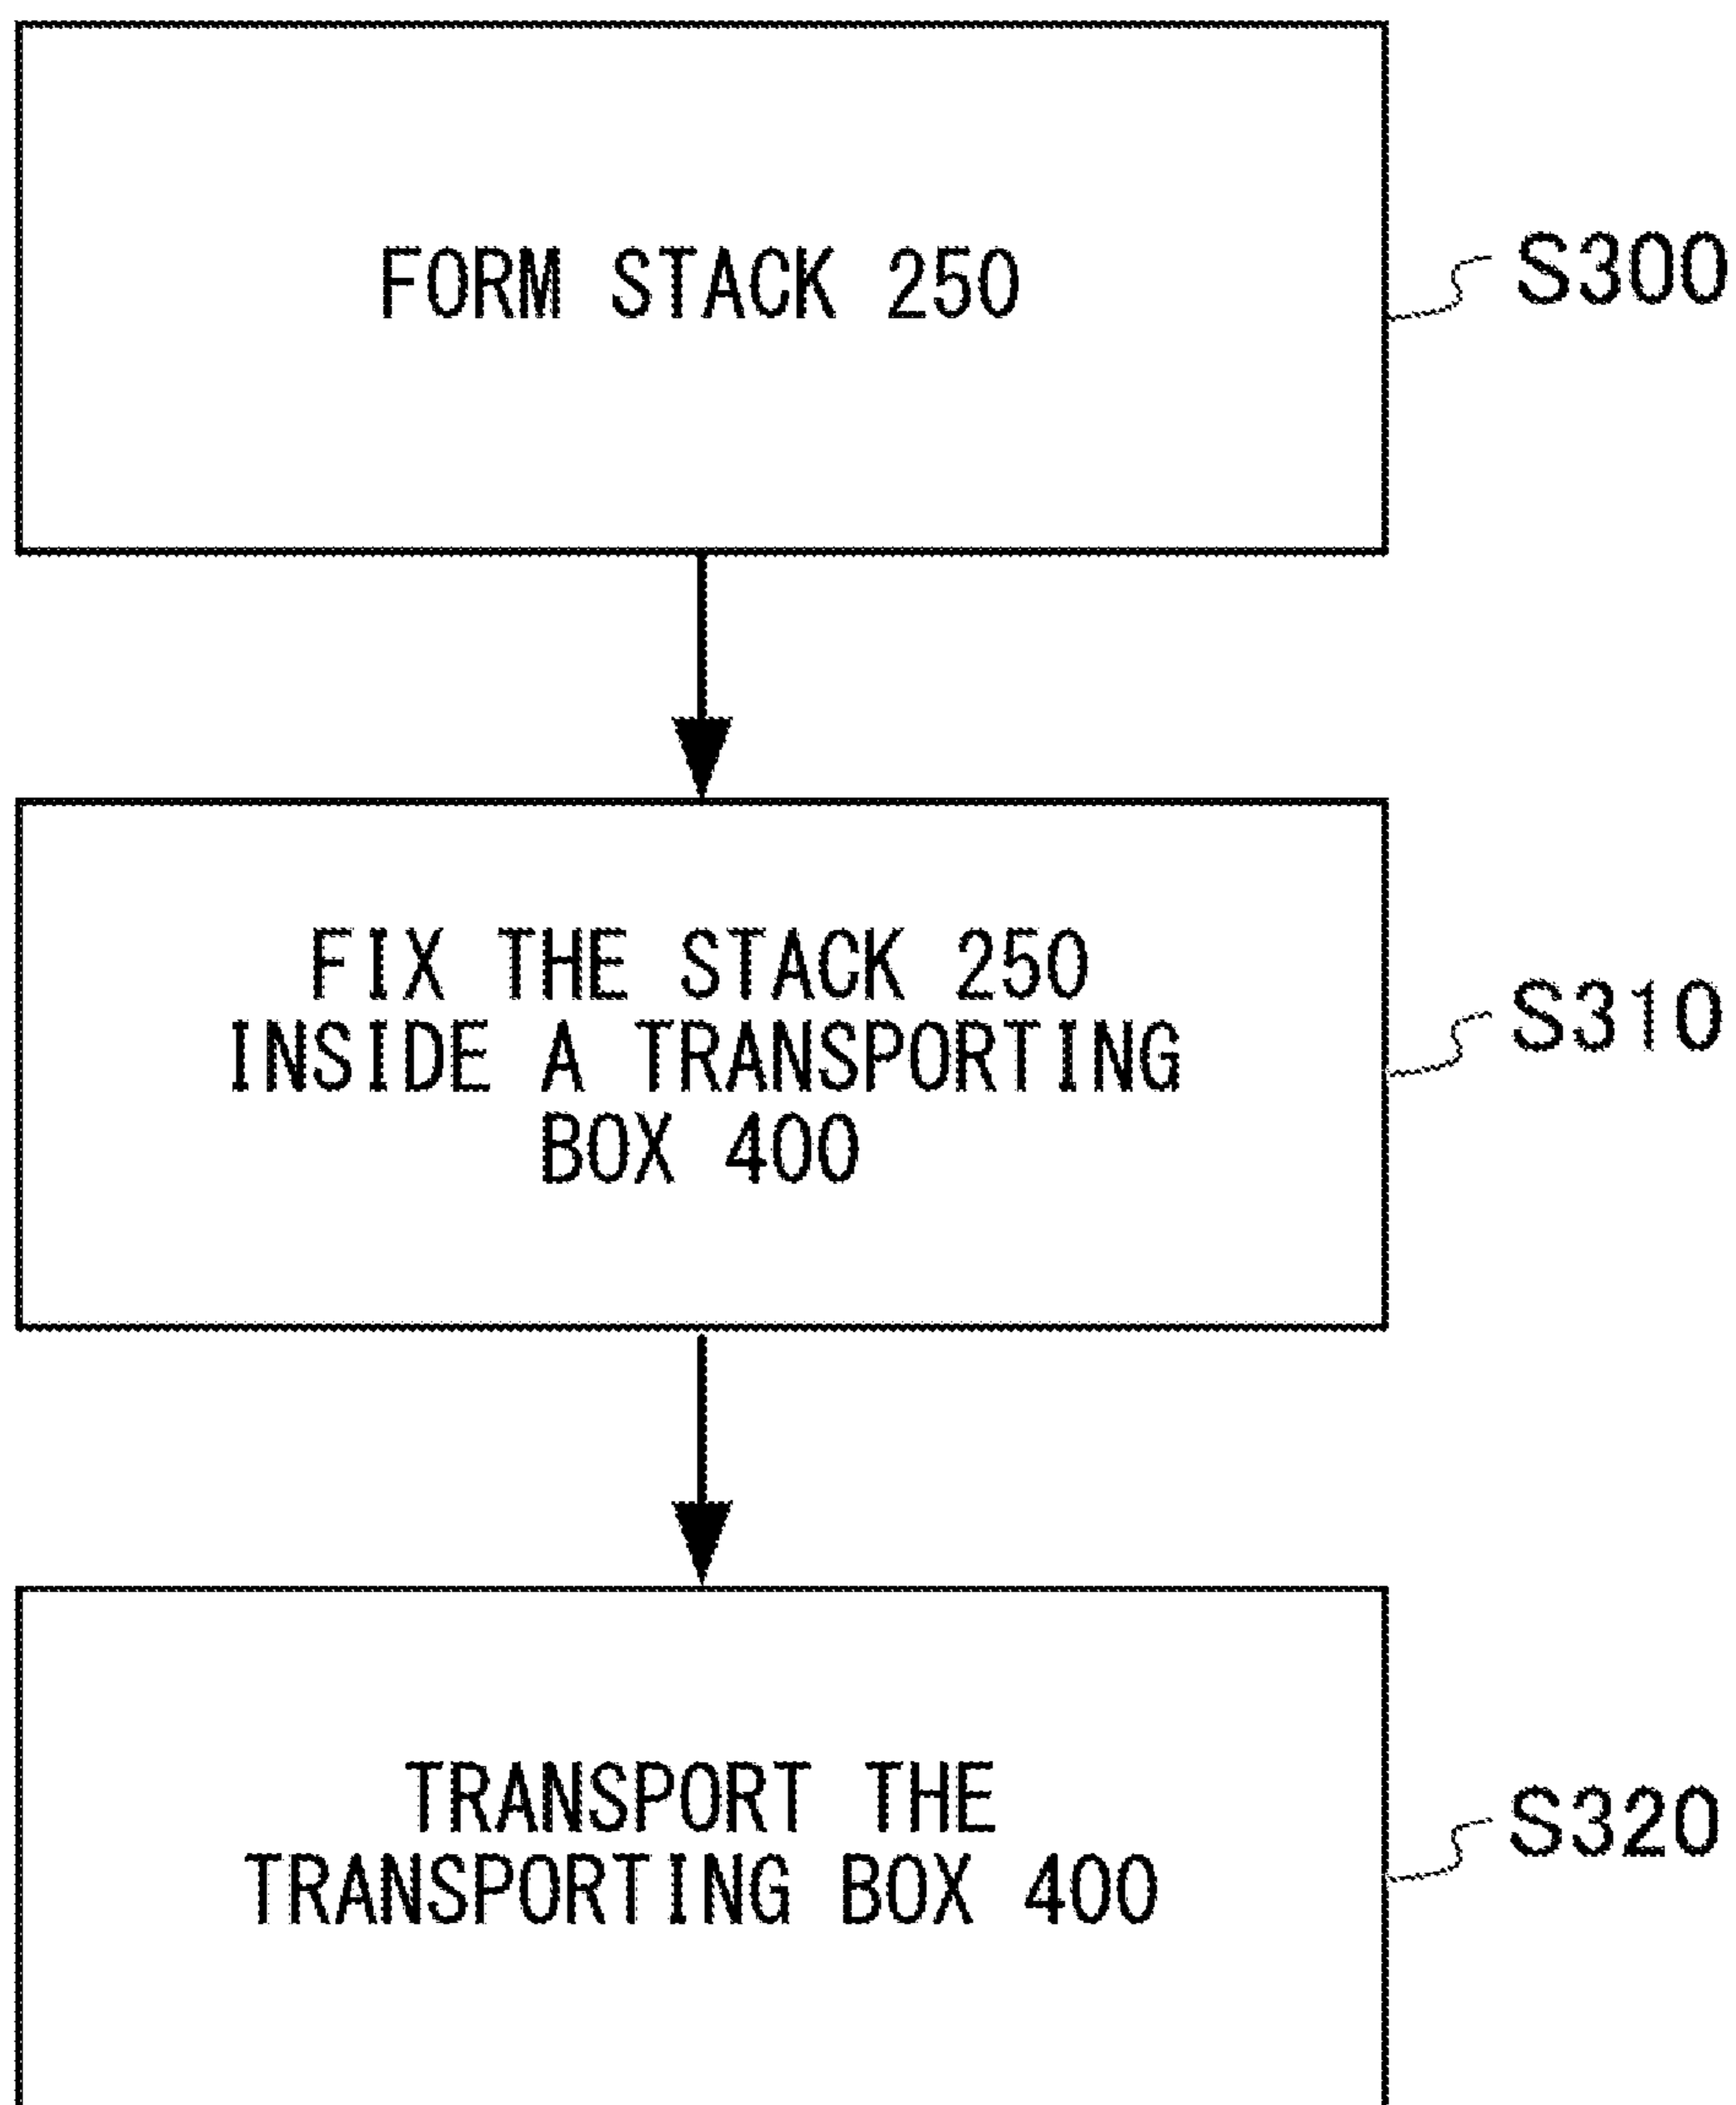 FORM STACK 250
S300
FIX THE STACK 250
INSIDE A TRANSPORTING
BOX 400
S310
TRANSPORT THE
TRANSPORTING BOX 400
S320